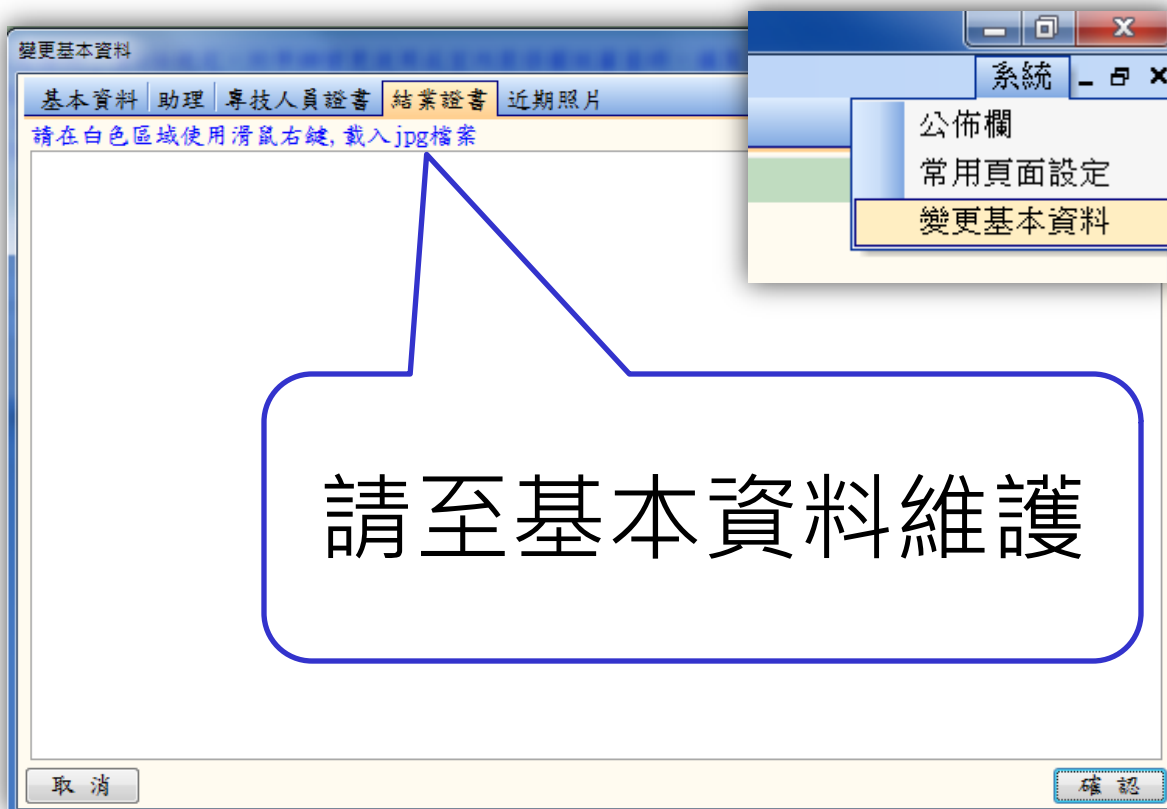 變更基本資料
系統
公佈欄
常用頁面設定
變更基本資料
基本資料 助理 專技人員證書 結業證書 近期照片
請在白色區域使用滑鼠右鍵, 載入jpg檔案
請至基本資料維護
取 消
確 認